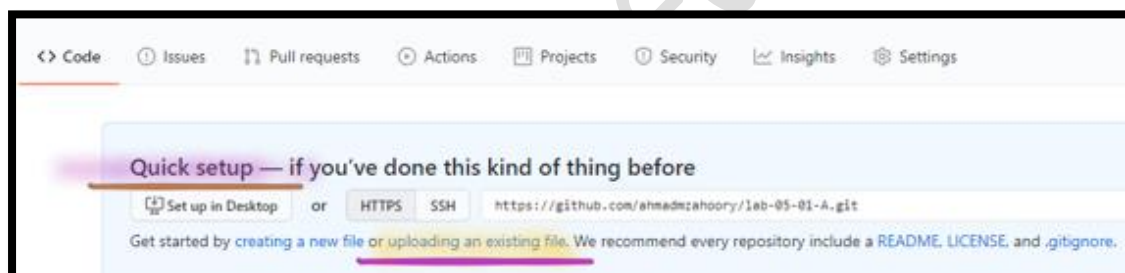 <> Code Issues Pull requests Actions Projects Security Insights Settings
Quick setup — if you've done this kind of thing before
Set up in Desktop or HTTPS SSH https://github.com/ahmadmzahoory/lab-05-01-A.git
Get started by creating a new file or uploading an existing file. We recommend every repository include a README, LICENSE, and .gitignore.